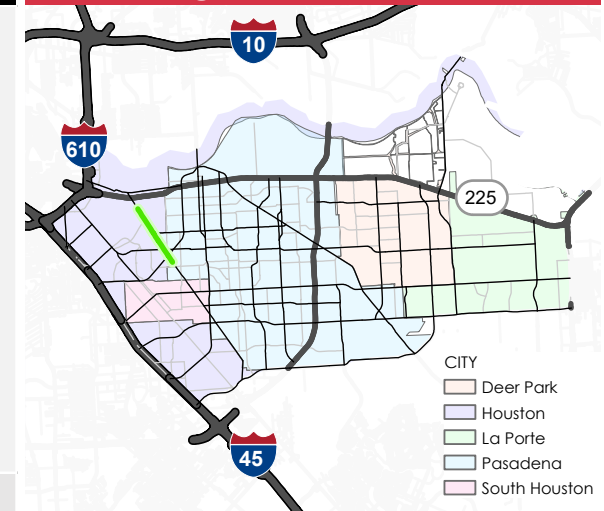 10
610
225
CITY
Deer Park
Houston
La Porte
Pasadena
South Houston
45